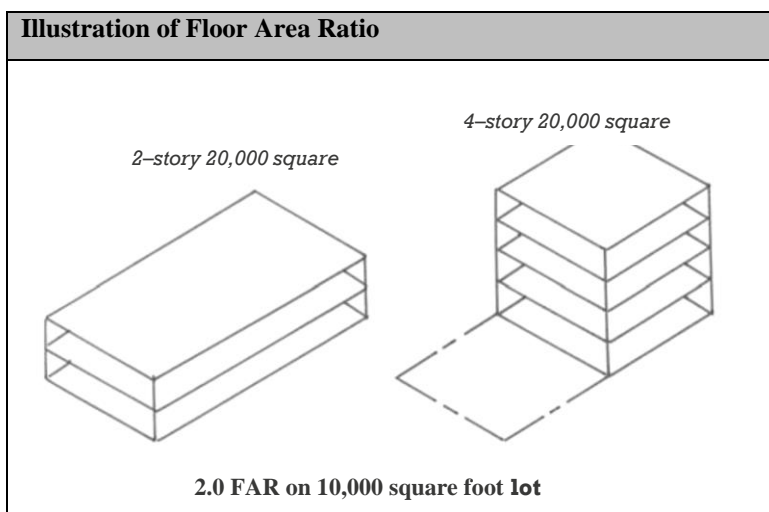 Illustration of Floor Area Ratio
4–story 20,000 square
2–story 20,000 square
2.0 FAR on 10,000 square foot lot